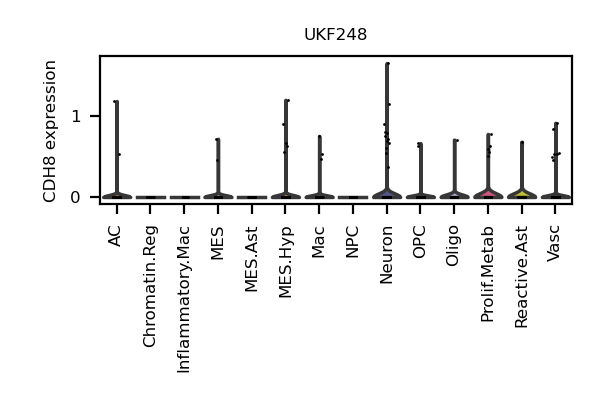 UKF248
CDH8 expression
1
0
AC
Chromatin.Reg
Inflammatory.Mac
MES
MES.Ast
MES.Hyp
Mac
NPC
Neuron
OPC
Oligo
Prolif.Metab
Reactive.Ast
Vasc